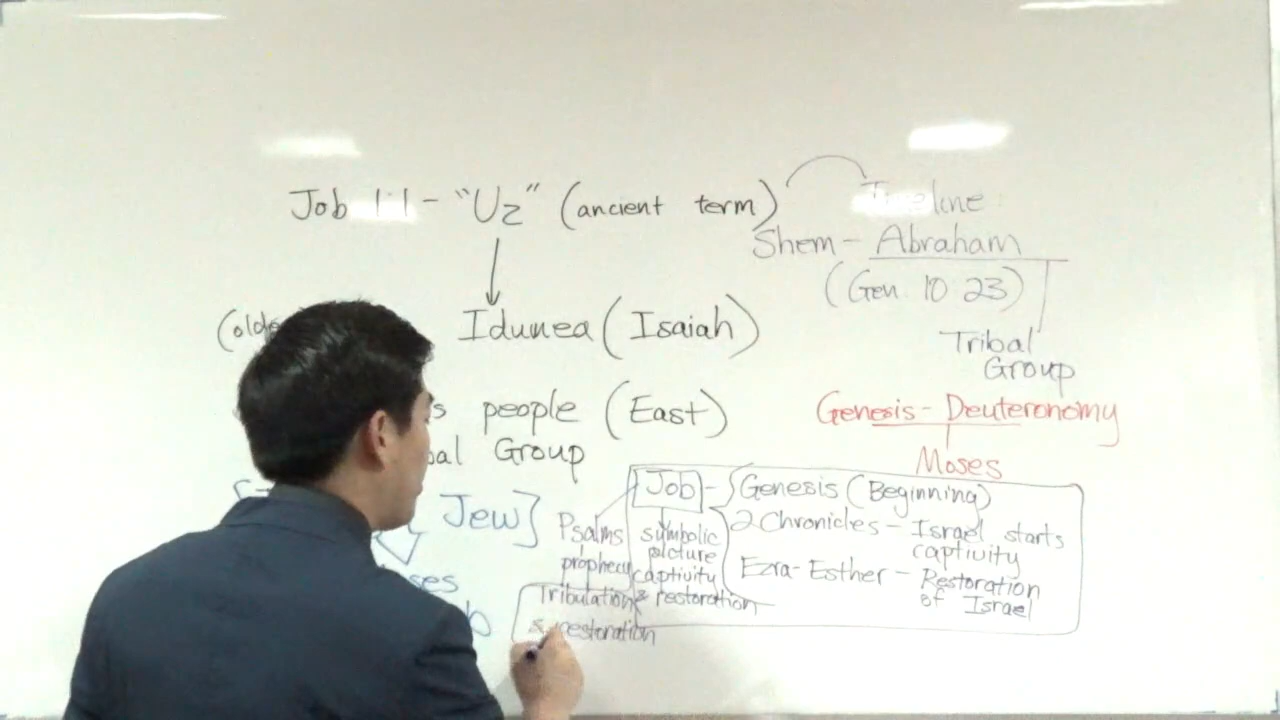 Job 1:1 - "Uz" (ancient term)
Timeline:
Shem - Abraham
(Gen. 10:23)
Tribal
Group
Idumea (Isaiah)
people (East)
Group
Genesis - Deuteronomy
Moses
Jew]
Job - Genesis (Beginning)
2 Chronicles - Israel starts
captivity
Ezra-Esther - Restoration
of Israel
Psalms
prophecy
Tribulation
& restoration
symbolic
picture
captivity
& restoration